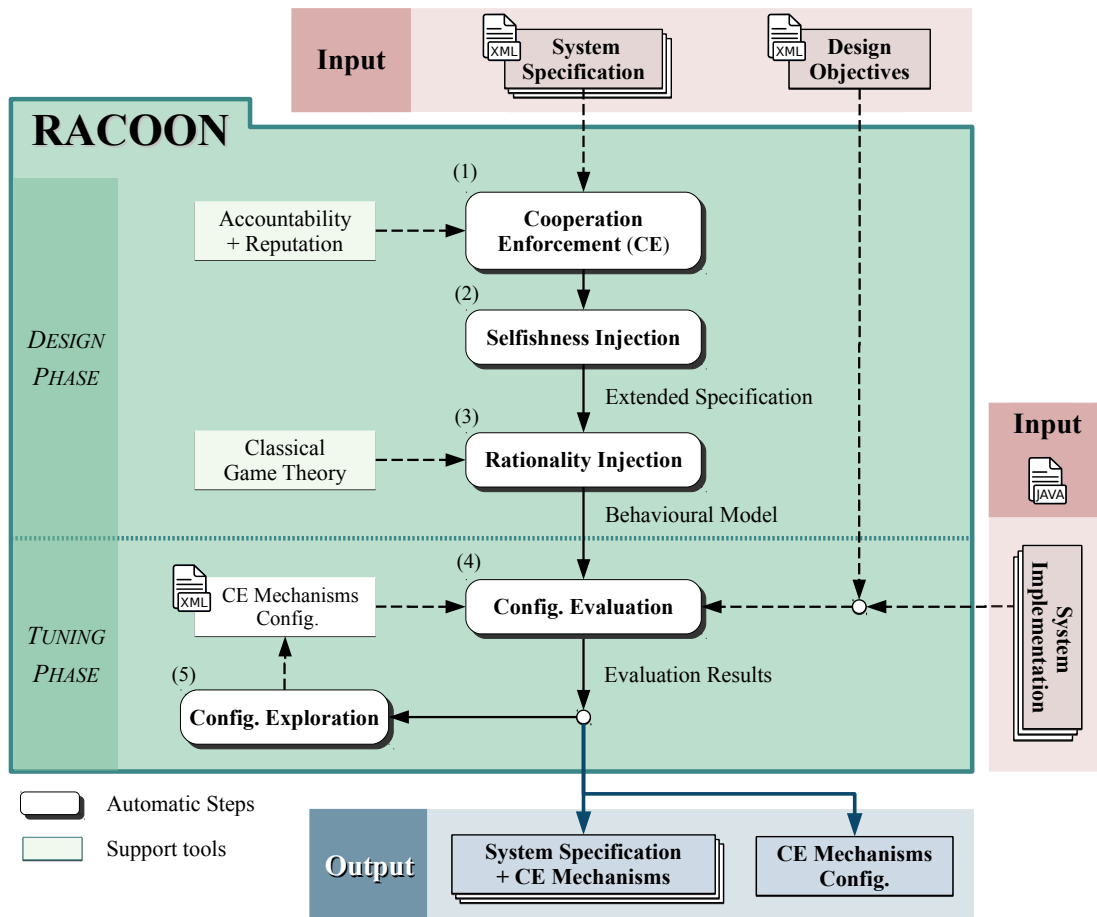 Input
XML
System
Specification
XML
Design
Objectives
RACOON
(1)
Accountability
+ Reputation
Cooperation
Enforcement (CE)
(2)
Selfishness Injection
DESIGN
PHASE
Extended Specification
(3)
Classical
Game Theory
Rationality Injection
Behavioural Model
Input
JAVA
System
Implementation
(4)
XML
CE Mechanisms
Config.
Config. Evaluation
TUNING
PHASE
Evaluation Results
(5)
Config. Exploration
Automatic Steps
Support tools
Output
System Specification
+ CE Mechanisms
CE Mechanisms
Config.